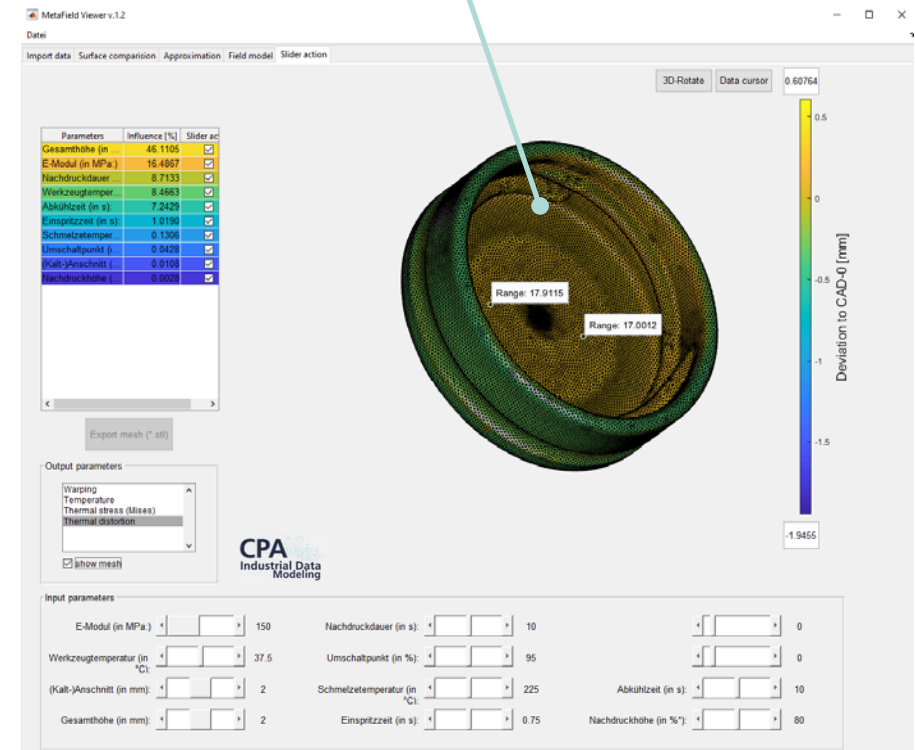 MetaField Viewer v.1.2
Datei
Import data Surface comparision Approximation Field model Slider action
3D-Rotate Data cursor 0.60764
Parameters Influence [%] Slider ac
Gesamthöhe (in ... 46.1105
E-Modul (in MPa:) 16.4867
Nachdruckdauer ... 8.7133
Werkzeugtemper... 8.4663
Abkühlzeit (in s): 7.2429
Einspritzzeit (in s): 1.0190
Schmelzetemper... 0.1306
Umschaltpunkt (i... 0.0428
(Kalt-)Anschnitt (... 0.0108
Nachdruckhöhe (... 0.0028
Range: 17.9115
Range: 17.0012
0.5
0
-0.5
-1
-1.5
Deviation to CAD-0 [mm]
-1.9455
Export mesh (*.stl)
Output parameters
Warping
Temperature
Thermal stress (Mises)
Thermal distortion
show mesh
CPA
Industrial Data
Modeling
Input parameters
E-Modul (in MPa:) 150 Nachdruckdauer (in s): 10 0
Werkzeugtemperatur (in
°C): 37.5 Umschaltpunkt (in %): 95 0
(Kalt-)Anschnitt (in mm): 2 Schmelzetemperatur (in
°C): 225 Abkühlzeit (in s): 10
Gesamthöhe (in mm): 2 Einspritzzeit (in s): 0.75 Nachdruckhöhe (in %*): 80